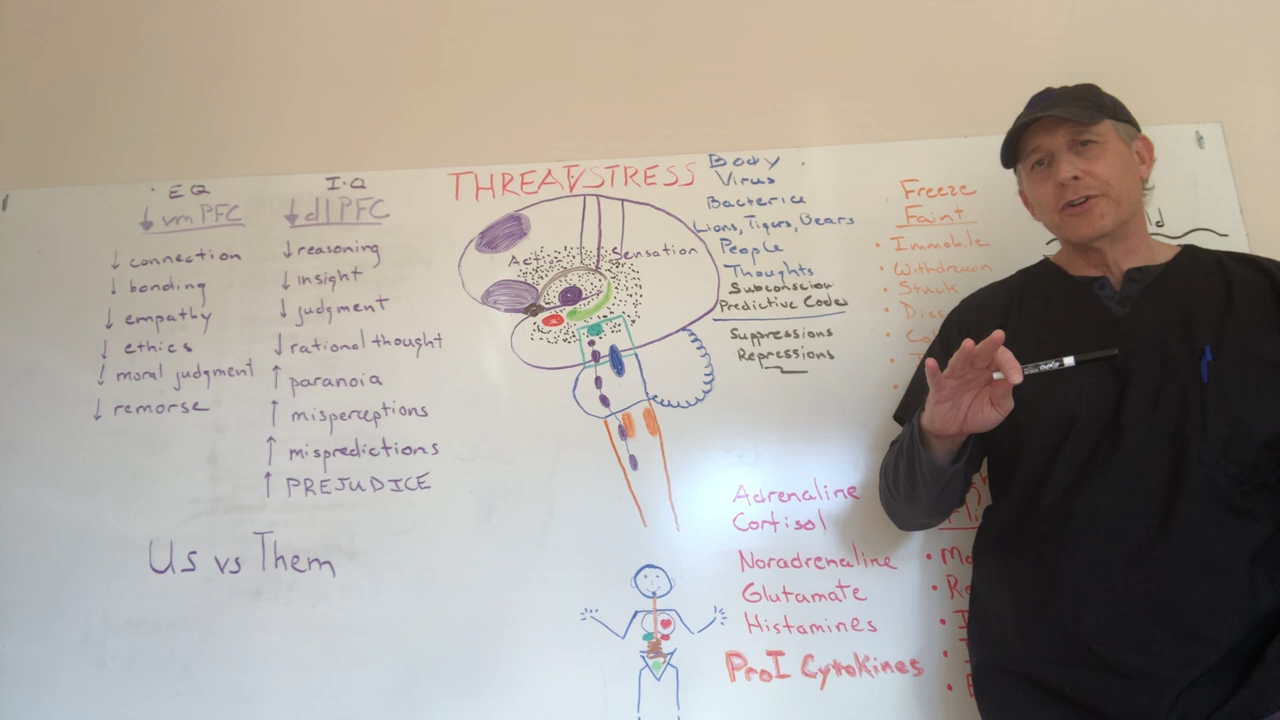 EQ
↓ vmPFC
↓ connection
↓ bonding
↓ empathy
↓ ethics
↓ moral judgment
↓ remorse
I.Q
↓ dlPFC
↓ reasoning
↓ insight
↓ judgment
↓ rational thought
↑ paranoia
↑ misperceptions
↑ mispredictions
↑ PREJUDICE
Us vs Them
THREAT/STRESS
Sensation
Body
Virus
Bacteria
Lions, Tigers, Bears
People
Thoughts
Subconscious
Predictive Codes
Suppressions
Repressions
Adrenaline
Cortisol
Noradrenaline
Glutamate
Histamines
ProI Cytokines
Freeze
Faint
• Immobile
• Withdrawn
• Stuck